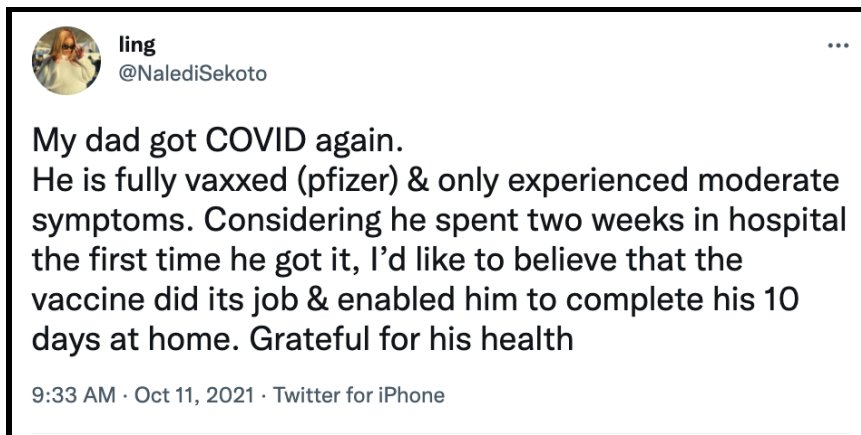 ling
@NalediSekoto
My dad got COVID again.
He is fully vaxxed (pfizer) & only experienced moderate
symptoms. Considering he spent two weeks in hospital
the first time he got it, I’d like to believe that the
vaccine did its job & enabled him to complete his 10
days at home. Grateful for his health
9:33 AM · Oct 11, 2021 · Twitter for iPhone